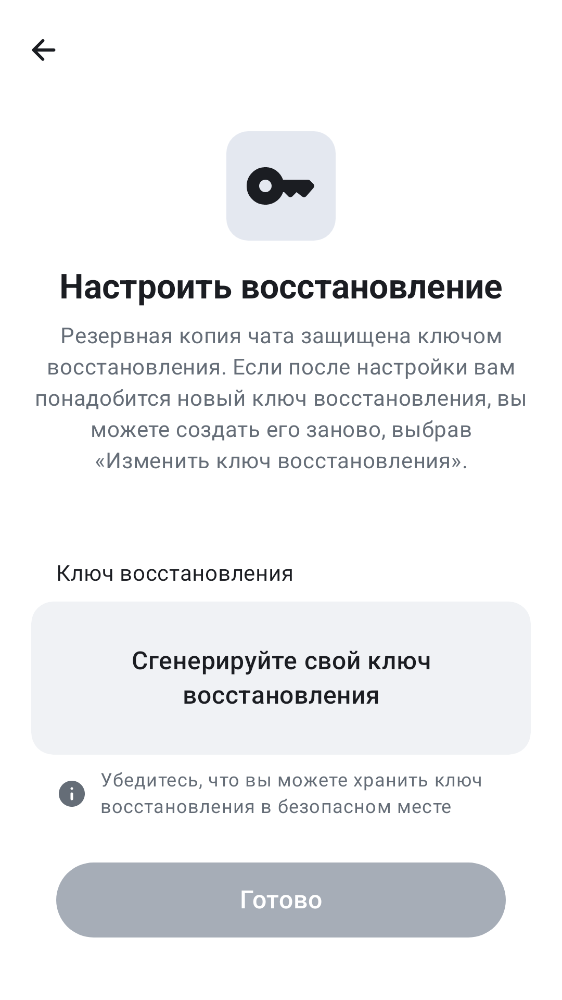 Настроить восстановление
Резервная копия чата защищена ключом
восстановления. Если после настройки вам
понадобится новый ключ восстановления, вы
можете создать его заново, выбрав
«Изменить ключ восстановления».
Ключ восстановления
Сгенерируйте свой ключ
восстановления
Убедитесь, что вы можете хранить ключ
восстановления в безопасном месте
Готово